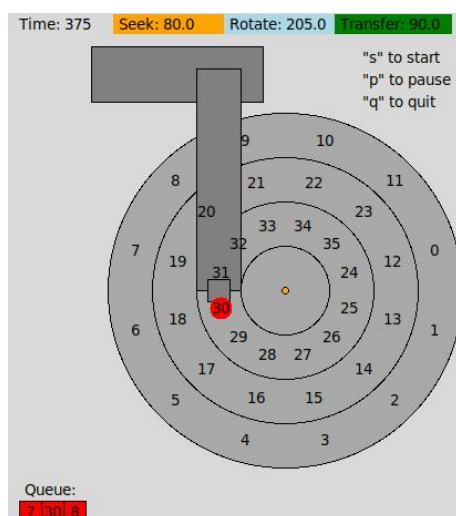 Time: 375 Seek: 80.0 Rotate: 205.0 Transfer: 90.0
"s" to start
"p" to pause
"q" to quit
9 10
8 21 22 11
20 23
33 34
7 32 35 0
19 31 24 12
30 25
6 18 13 1
29 26
17 28 27 14
5 16 15 2
4 3
Queue:
7 30 8